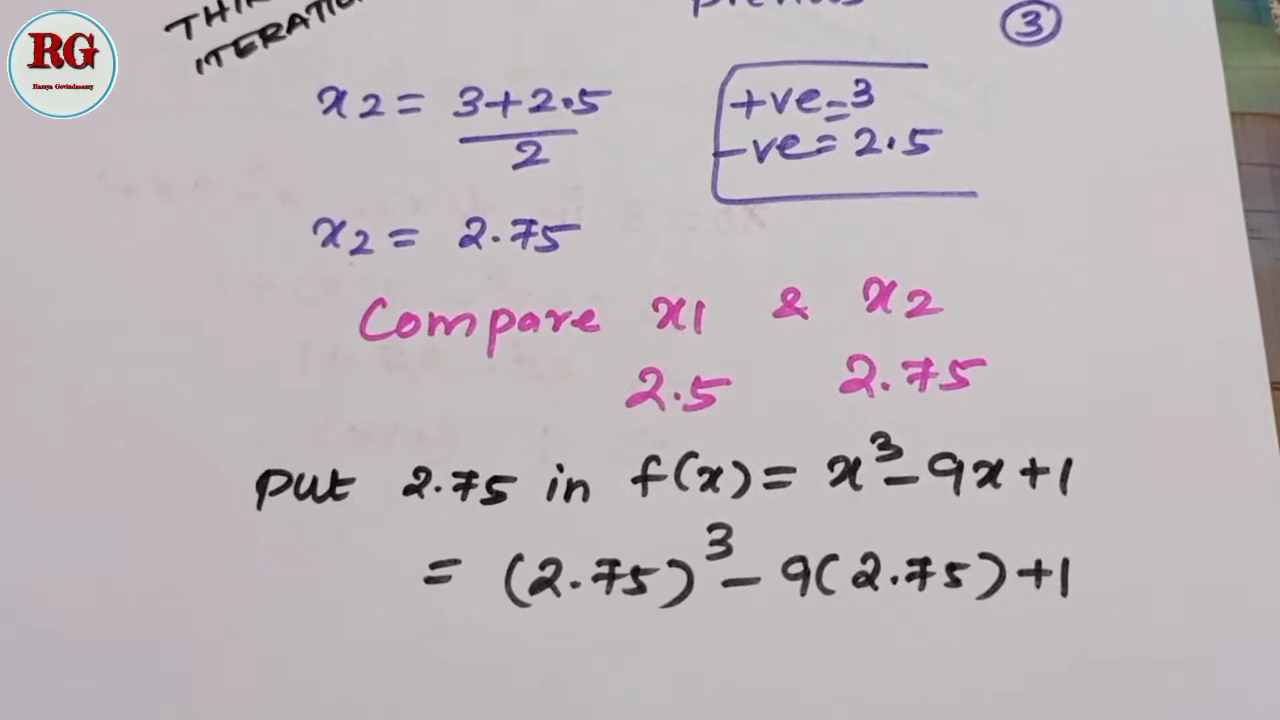 RG
Ramya Govindasamy
ITERATION
3
x2 = 3+2.5
2
+ve=3
-ve= 2.5
x2 = 2.75
Compare x1 & x2
2.5 2.75
Put 2.75 in f(x) = x³-9x+1
= (2.75)³-9(2.75)+1